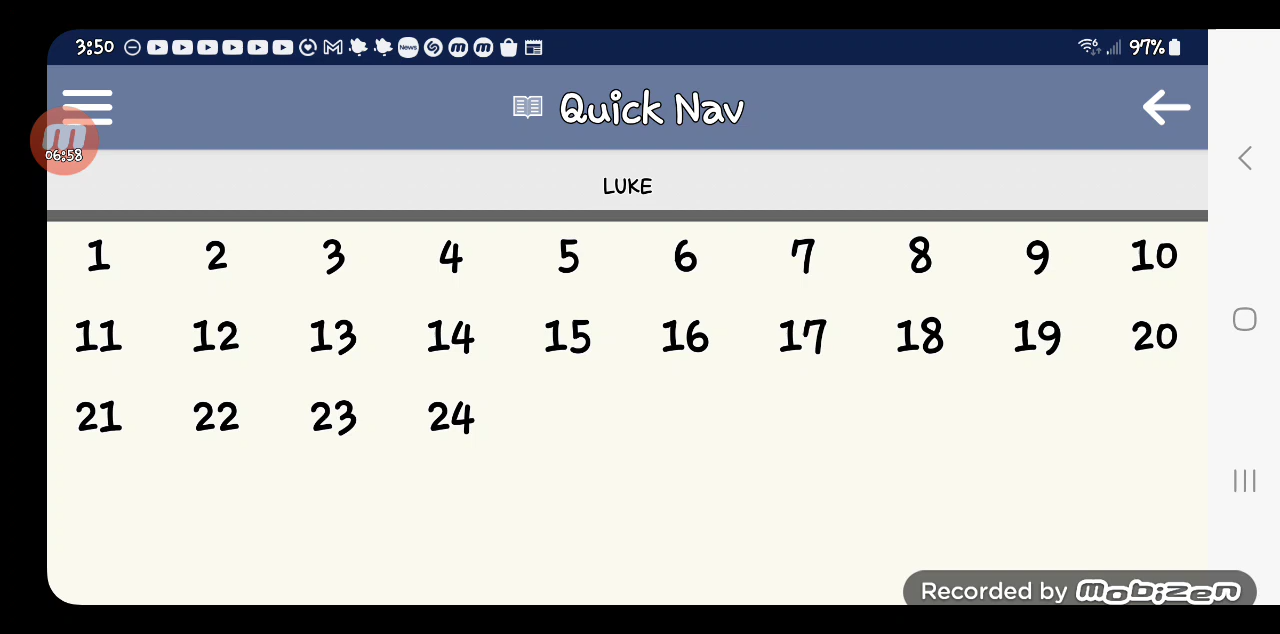 3:50 News 97%
Quick Nav
06:58
LUKE
1 2 3 4 5 6 7 8 9 10
11 12 13 14 15 16 17 18 19 20
21 22 23 24
Recorded by mobizen